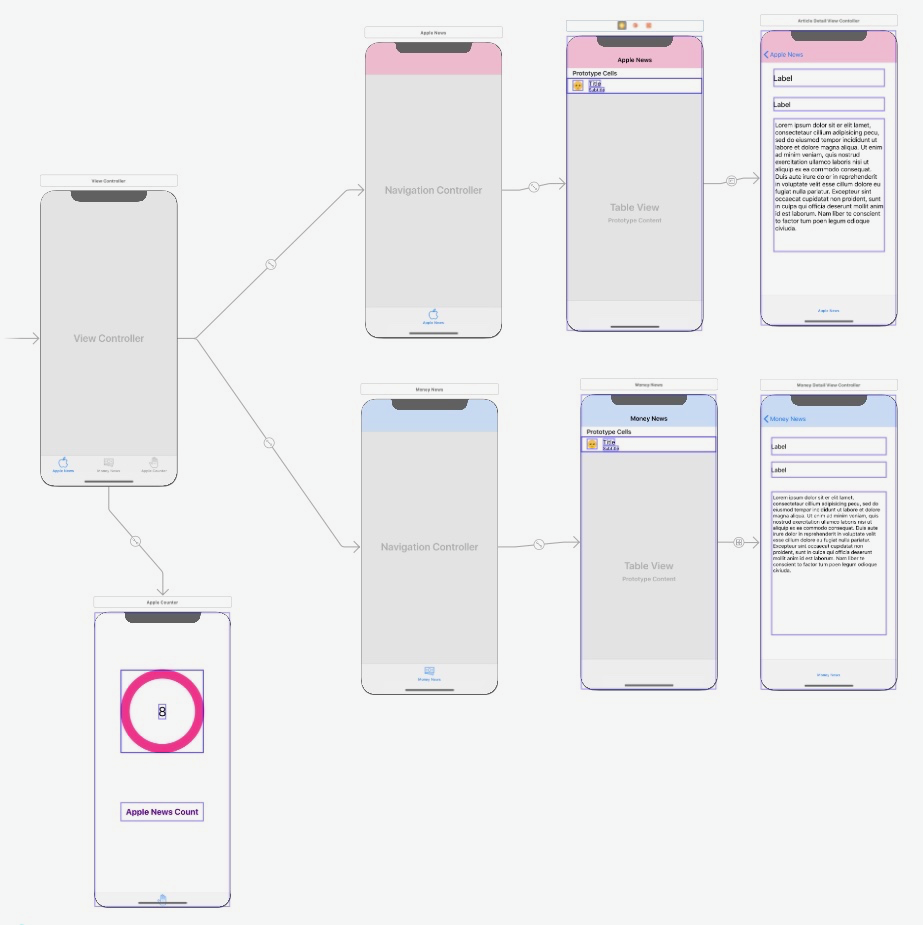 Apple News
Article Detail View Controller
Apple News
Apple News
Prototype Cells
Title
Subtitle
Label
Label
Lorem ipsum dolor sit er elit lamet,
consectetaur cillium adipisicing pecu,
sed do eiusmod tempor incididunt ut
labore et dolore magna aliqua. Ut enim
ad minim veniam, quis nostrud
exercitation ullamco laboris nisi ut
aliquip ex ea commodo consequat.
Duis aute irure dolor in reprehenderit
in voluptate velit esse cillum dolore eu
fugiat nulla pariatur. Excepteur sint
occaecat cupidatat non proident, sunt
in culpa qui officia deserunt mollit anim
id est laborum. Nam liber te conscient
to factor tum poen legum odioque
civiuda.
Navigation Controller
Table View
Prototype Content
Apple News
Apple News
View Controller
View Controller
Apple News
Money News
Apple Counter
Money News
Money News
Money Detail View Controller
Money News
Money News
Prototype Cells
Title
Subtitle
Label
Label
Lorem ipsum dolor sit er elit lamet,
consectetaur cillium adipisicing pecu, sed do
eiusmod tempor incididunt ut labore et dolore
magna aliqua. Ut enim ad minim veniam, quis
nostrud exercitation ullamco laboris nisi ut
aliquip ex ea commodo consequat. Duis aute
irure dolor in reprehenderit in voluptate velit
esse cillum dolore eu fugiat nulla pariatur.
Excepteur sint occaecat cupidatat non
proident, sunt in culpa qui officia deserunt
mollit anim id est laborum. Nam liber te
conscient to factor tum poen legum odioque
civiuda.
Navigation Controller
Table View
Prototype Content
Money News
Money News
Apple Counter
8
Apple News Count